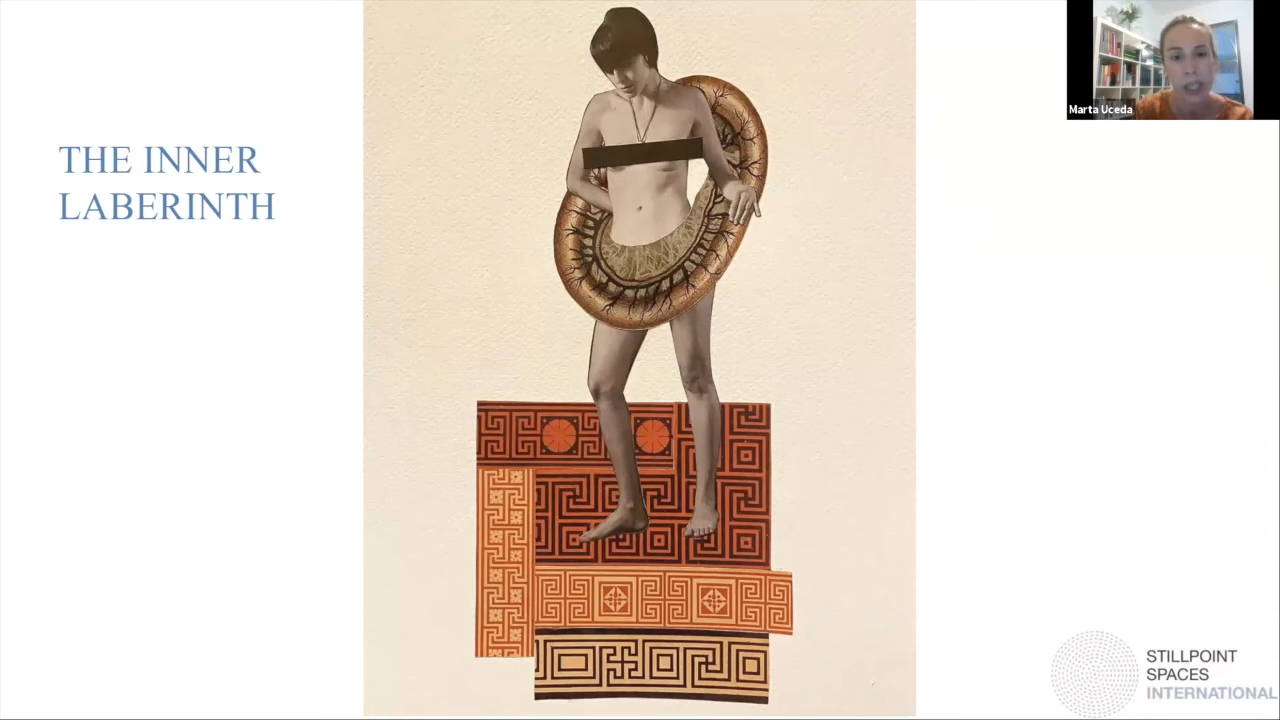 THE INNER
LABERINTH
Marta Uceda
STILLPOINT
SPACES
INTERNATIONAL